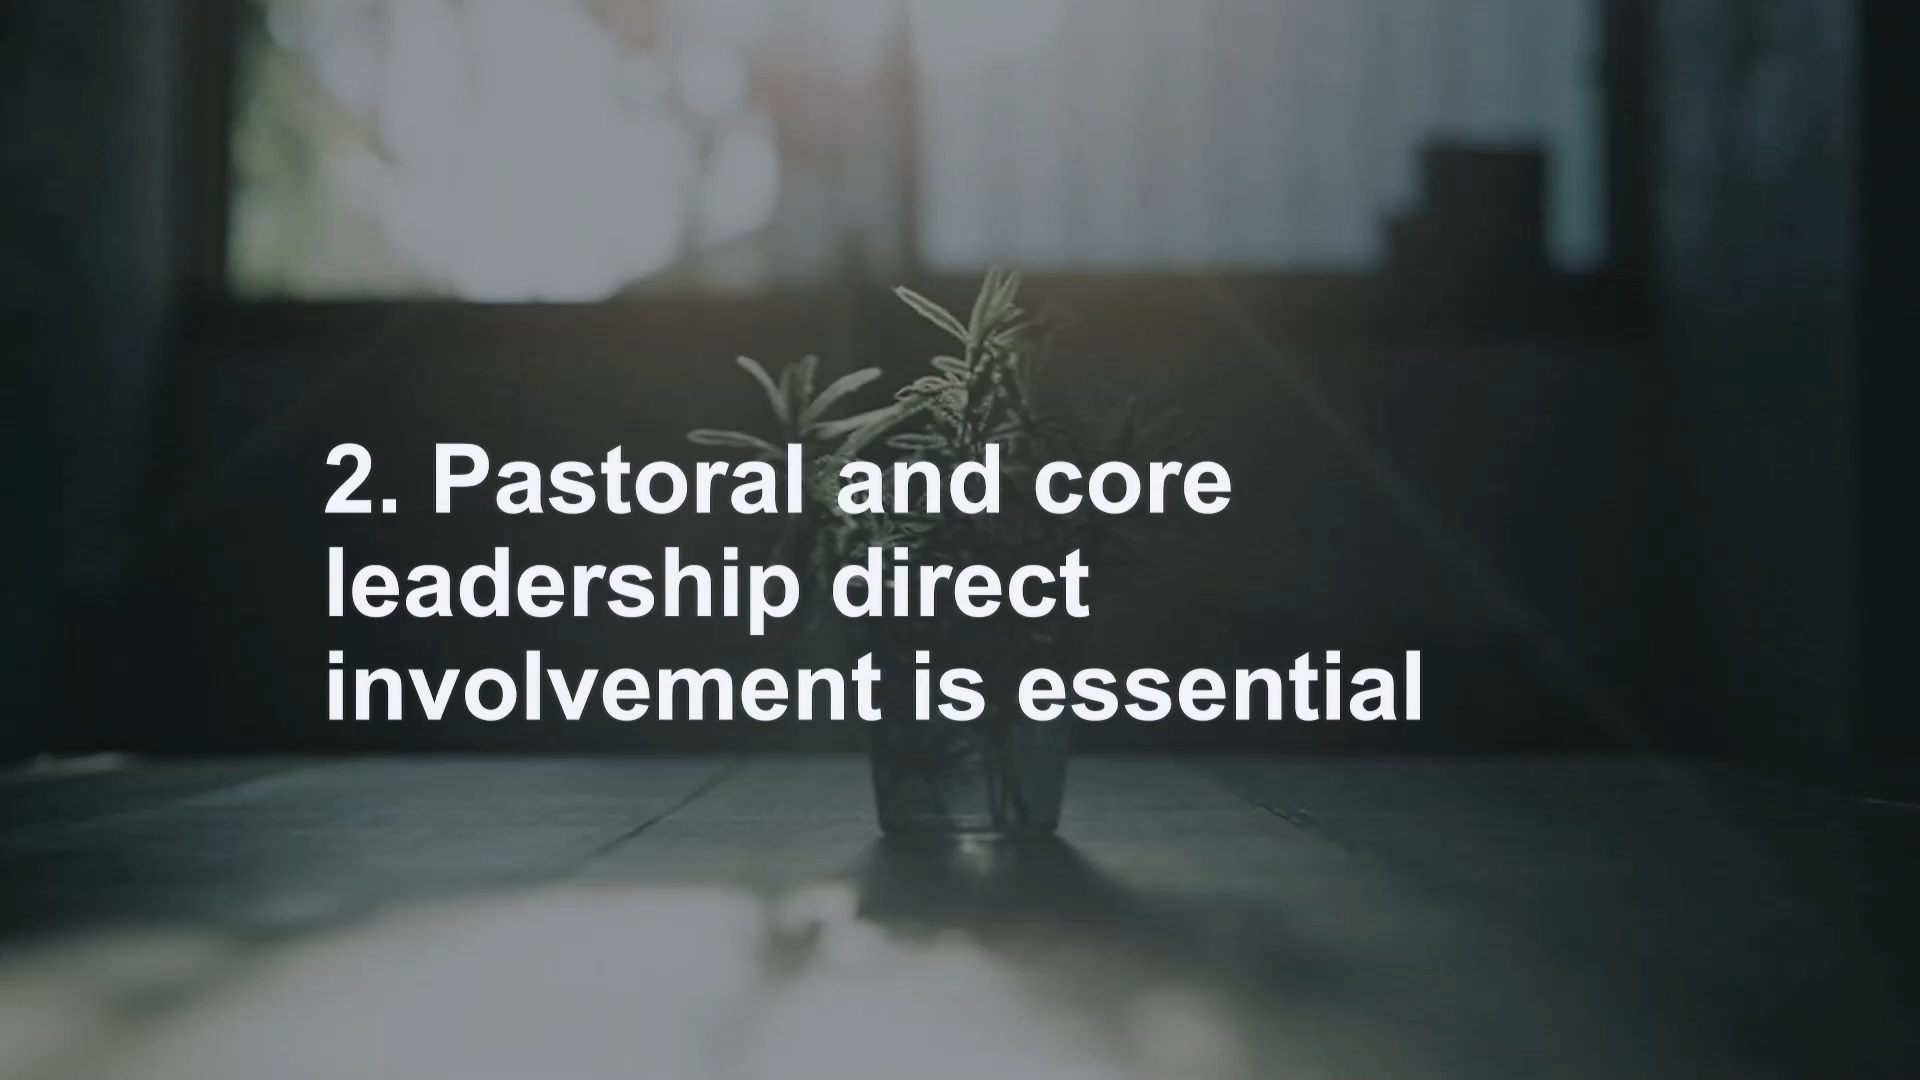 2. Pastoral and core
leadership direct
involvement is essential